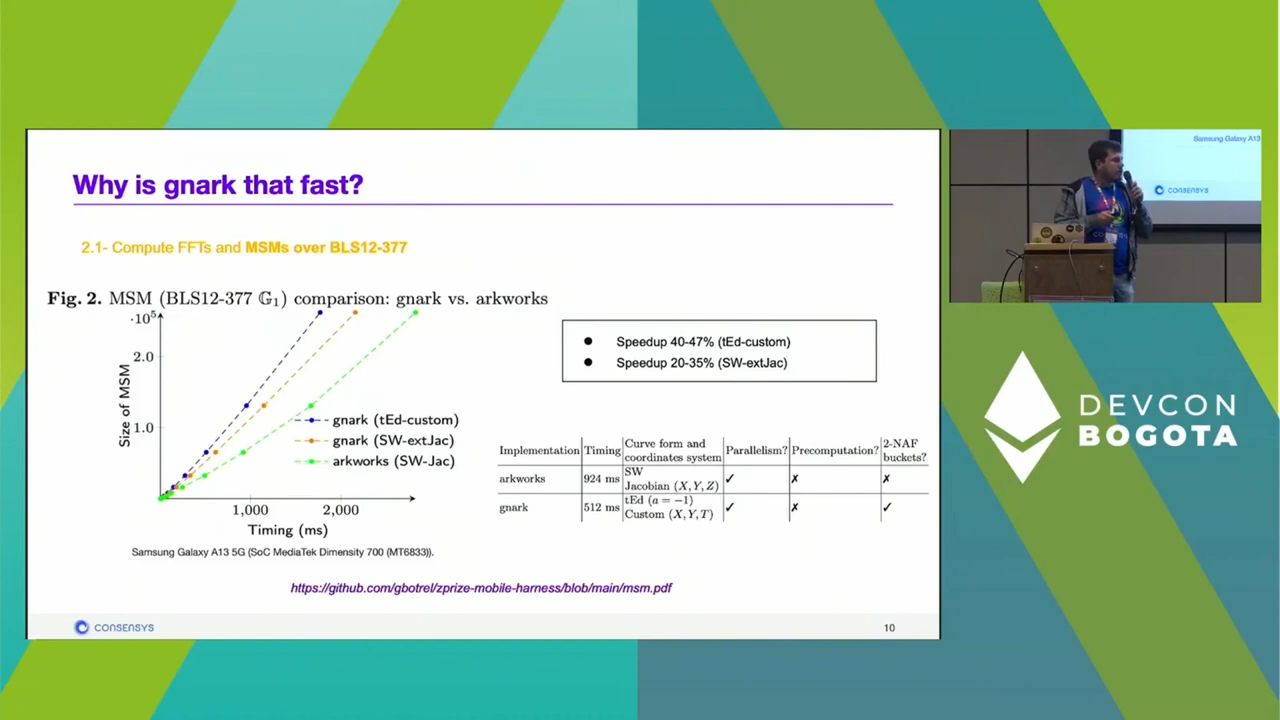 Why is gnark that fast?
2.1- Compute FFTs and MSMs over BLS12-377
Fig. 2. MSM (BLS12-377 𝔾₁) comparison: gnark vs. arkworks
·10⁵
2.0
1.0
Size of MSM
1,000 2,000
Timing (ms)
gnark (tEd-custom)
gnark (SW-extJac)
arkworks (SW-Jac)
Samsung Galaxy A13 5G (SoC MediaTek Dimensity 700 (MT6833)).
● Speedup 40-47% (tEd-custom)
● Speedup 20-35% (SW-extJac)
Implementation Timing Curve form and coordinates system Parallelism? Precomputation? 2-NAF buckets?
arkworks 924 ms SW Jacobian (X, Y, Z) ✓ ✗ ✗
gnark 512 ms tEd (a = −1) Custom (X, Y, T) ✓ ✗ ✓
https://github.com/gbotrel/zprize-mobile-harness/blob/main/msm.pdf
CONSENSYS
10
Samsung Galaxy A13
CONSENSYS
DEVCON
BOGOTA